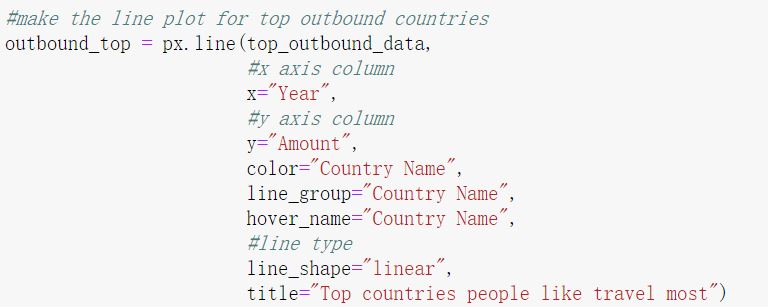 #make the line plot for top outbound countries
outbound_top = px.line(top_outbound_data,
#x axis column
x="Year",
#y axis column
y="Amount",
color="Country Name",
line_group="Country Name",
hover_name="Country Name",
#line type
line_shape="linear",
title="Top countries people like travel most")